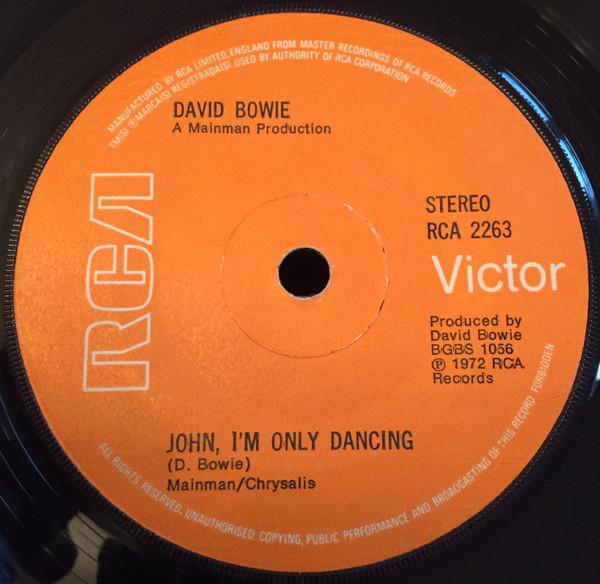 MANUFACTURED BY RCA LIMITED, ENGLAND FROM MASTER RECORDINGS OF RCA RECORDS
TM(S) ® MARCA(S) REGISTRADA(S) USED BY AUTHORITY OF RCA CORPORATION
DAVID BOWIE
A Mainman Production
RCA
STEREO
RCA 2263
Victor
Produced by
David Bowie
BGBS 1056
℗ 1972 RCA
Records
JOHN, I'M ONLY DANCING
(D. Bowie)
Mainman/Chrysalis
ALL RIGHTS RESERVED. UNAUTHORISED COPYING, PUBLIC PERFORMANCE AND BROADCASTING OF THIS RECORD FORBIDDEN